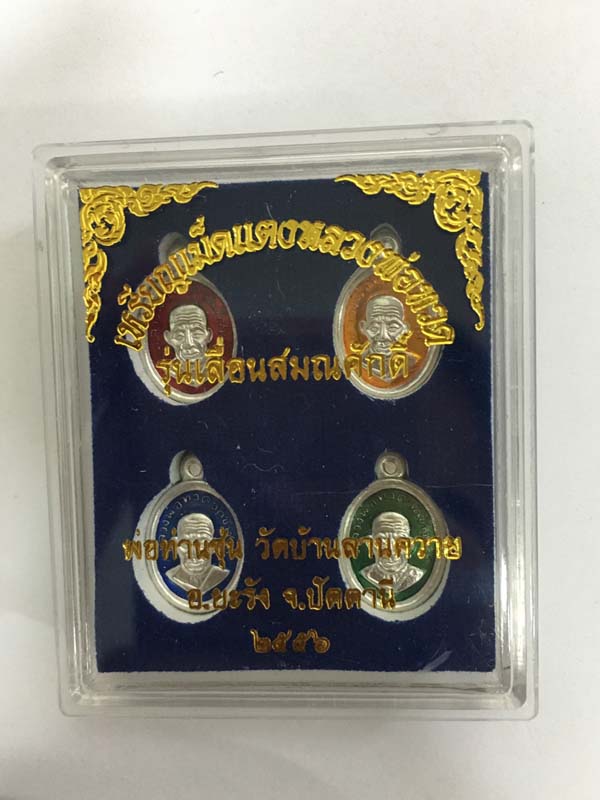 เหรียญเม็ดแตงหลวงพ่อทวด
รุ่นเลื่อนสมณศักดิ์
พ่อท่านชุ่น วัดบ้านลานควาย
อ.ยะรัง จ.ปัตตานี
๒๕๕๖